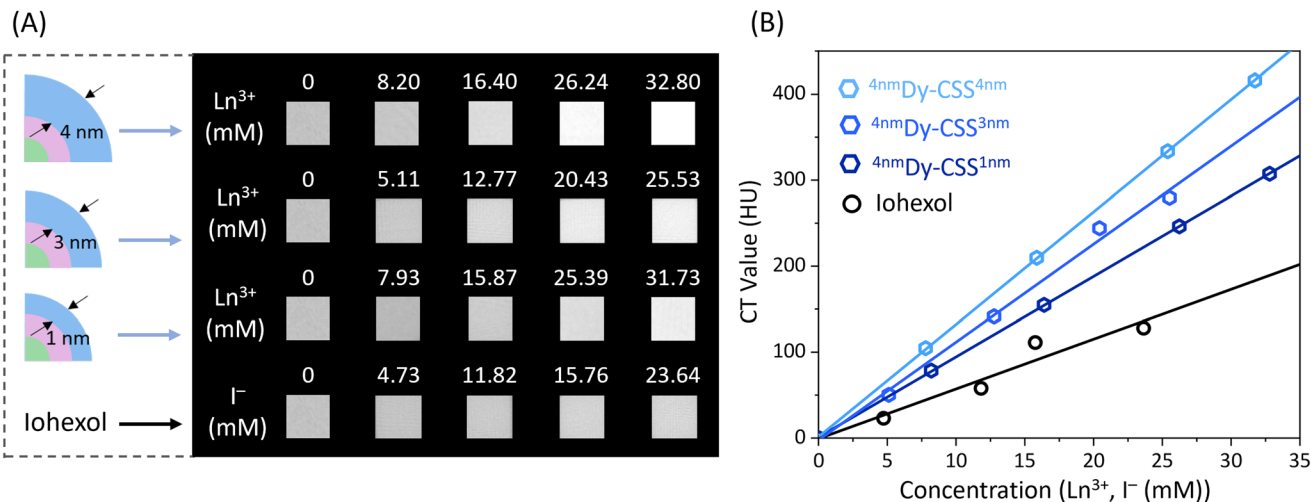 (A)
4 nm
3 nm
1 nm
Iohexol
Ln³⁺
(mM)
0 8.20 16.40 26.24 32.80
Ln³⁺
(mM)
0 5.11 12.77 20.43 25.53
Ln³⁺
(mM)
0 7.93 15.87 25.39 31.73
I⁻
(mM)
0 4.73 11.82 15.76 23.64
(B)
CT Value (HU)
400
300
200
100
0
⁴ⁿᵐDy-CSS⁴ⁿᵐ
⁴ⁿᵐDy-CSS³ⁿᵐ
⁴ⁿᵐDy-CSS¹ⁿᵐ
Iohexol
0 5 10 15 20 25 30 35
Concentration (Ln³⁺, I⁻ (mM))